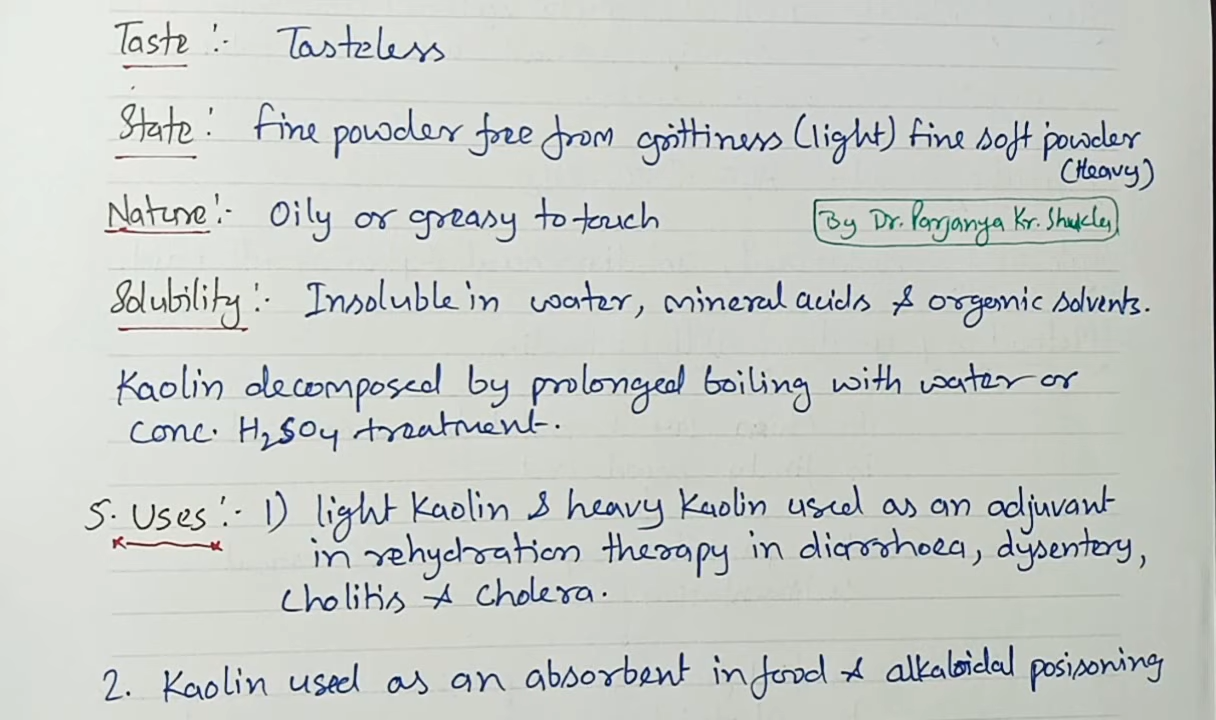 Taste :- Tasteless
State : fine powder free from grittiness (light) fine soft powder
(Heavy)
Nature :- Oily or greasy to touch
By Dr. Parjanya Kr. Shukla
Solubility :- Insoluble in water, mineral acids & organic solvents.
Kaolin decomposed by prolonged boiling with water or
conc. H₂SO₄ treatment.
5. Uses :- 1) light Kaolin & heavy Kaolin used as an adjuvant
in rehydration therapy in diarrhoea, dysentery,
Cholitis & Cholera.
2. Kaolin used as an absorbent in food & alkaloidal posisoning